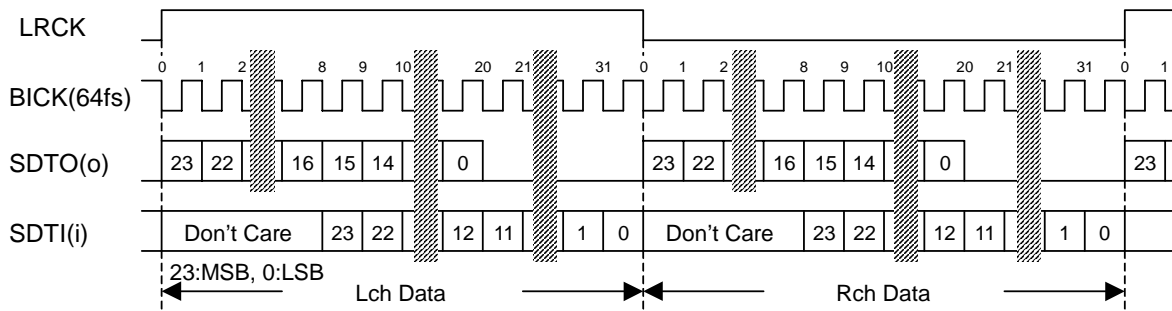 LRCK
0 1 2 8 9 10 20 21 31 0 1 2 8 9 10 20 21 31 0 1
BICK(64fs)
SDTO(o) 23 22 16 15 14 0 23 22 16 15 14 0 23
SDTI(i) Don't Care 23 22 12 11 1 0 Don't Care 23 22 12 11 1 0
23:MSB, 0:LSB
Lch Data Rch Data